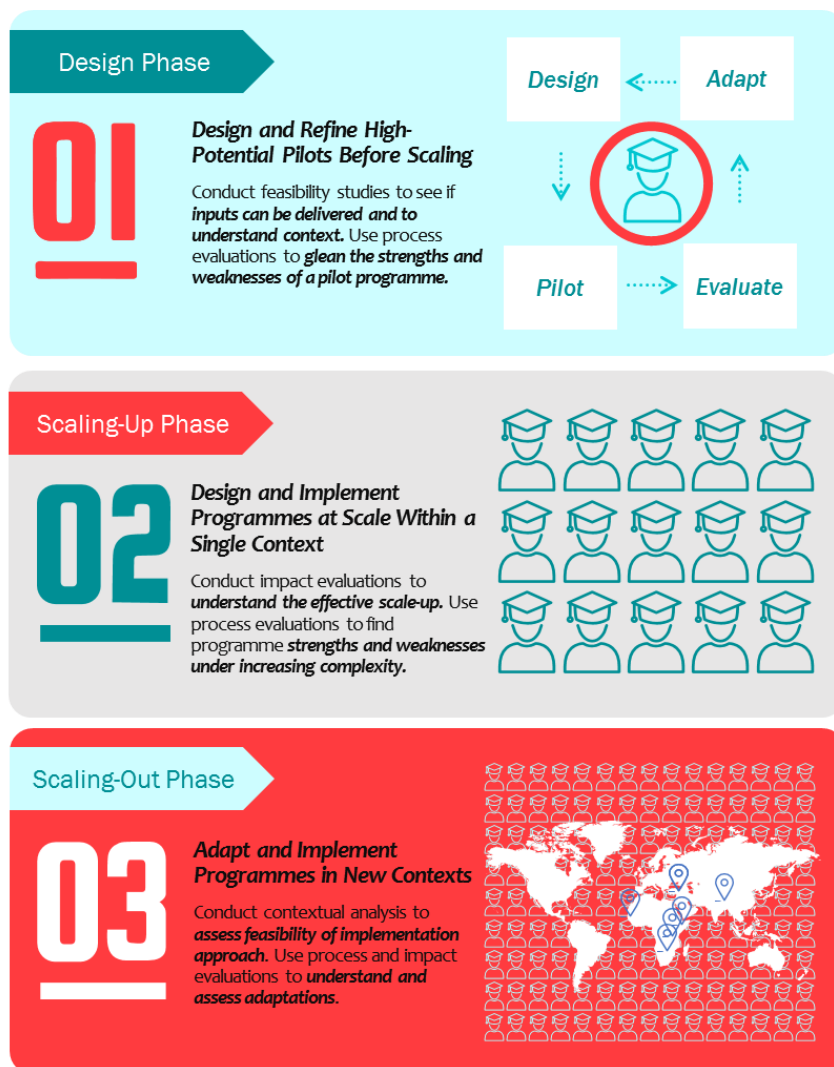 Design Phase
01
Design and Refine High-
Potential Pilots Before Scaling
Conduct feasibility studies to see if
inputs can be delivered and to
understand context. Use process
evaluations to glean the strengths and
weaknesses of a pilot programme.
Design
Adapt
Pilot
Evaluate
Scaling-Up Phase
02
Design and Implement
Programmes at Scale Within a
Single Context
Conduct impact evaluations to
understand the effective scale-up. Use
process evaluations to find
programme strengths and weaknesses
under increasing complexity.
Scaling-Out Phase
03
Adapt and Implement
Programmes in New Contexts
Conduct contextual analysis to
assess feasibility of implementation
approach. Use process and impact
evaluations to understand and
assess adaptations.